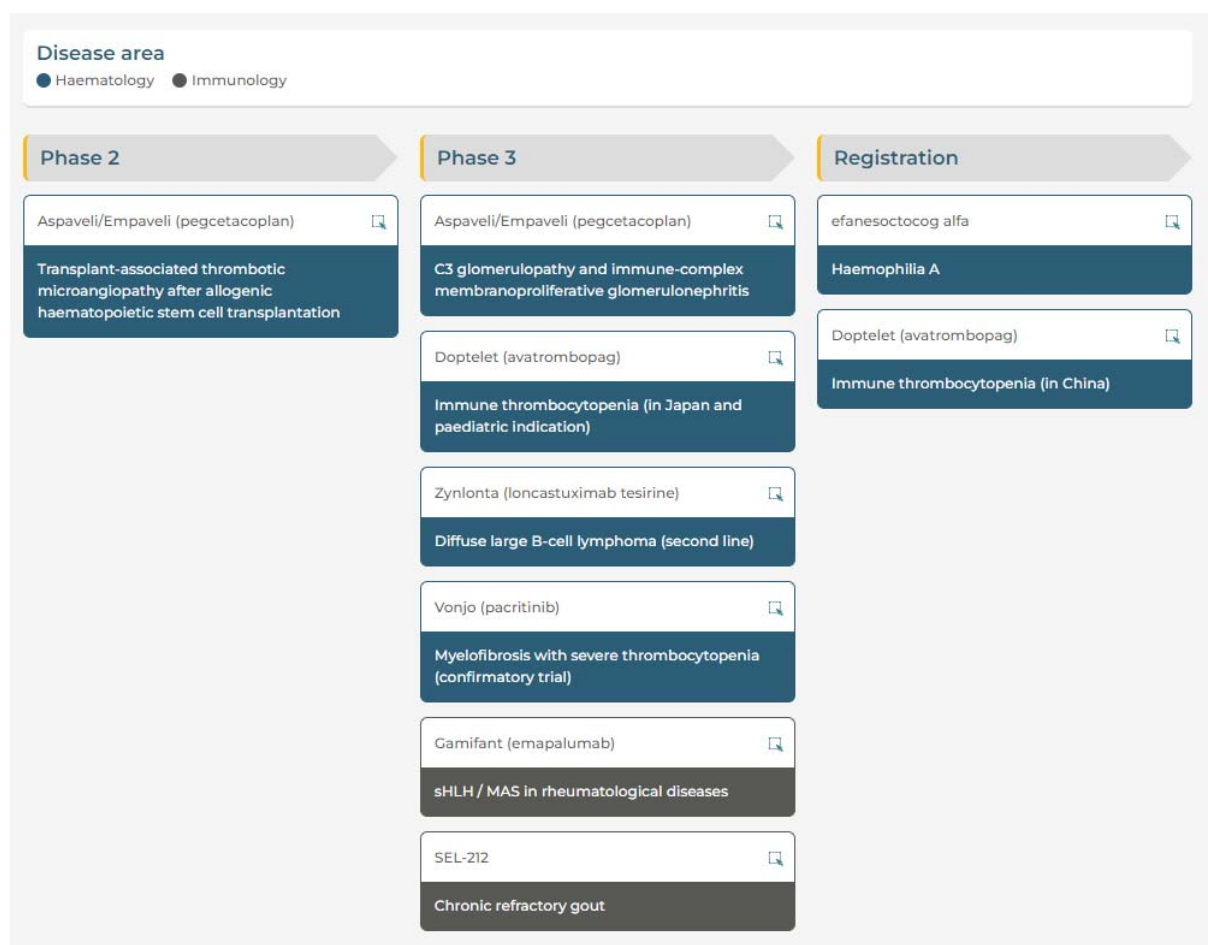 Disease area
Haematology Immunology
Phase 2
Aspaveli/Empaveli (pegcetacoplan)
Transplant-associated thrombotic
microangiopathy after allogenic
haematopoietic stem cell transplantation
Phase 3
Aspaveli/Empaveli (pegcetacoplan)
C3 glomerulopathy and immune-complex
membranoproliferative glomerulonephritis
Doptelet (avatrombopag)
Immune thrombocytopenia (in Japan and
paediatric indication)
Zynlonta (loncastuximab tesirine)
Diffuse large B-cell lymphoma (second line)
Vonjo (pacritinib)
Myelofibrosis with severe thrombocytopenia
(confirmatory trial)
Gamifant (emapalumab)
sHLH / MAS in rheumatological diseases
SEL-212
Chronic refractory gout
Registration
efanesoctocog alfa
Haemophilia A
Doptelet (avatrombopag)
Immune thrombocytopenia (in China)